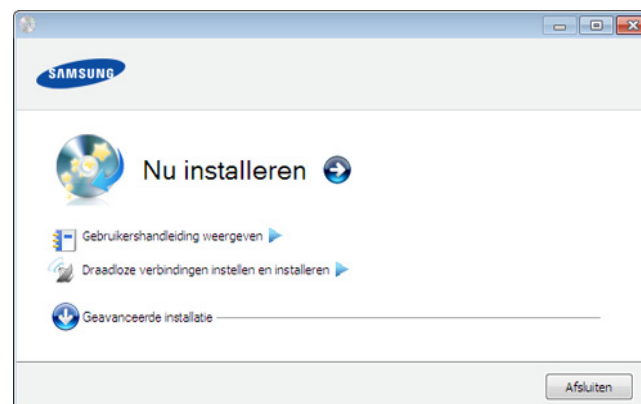 SAMSUNG
Nu installeren
Gebruikershandleiding weergeven
Draadloze verbindingen instellen en installeren
Geavanceerde installatie
Afsluiten